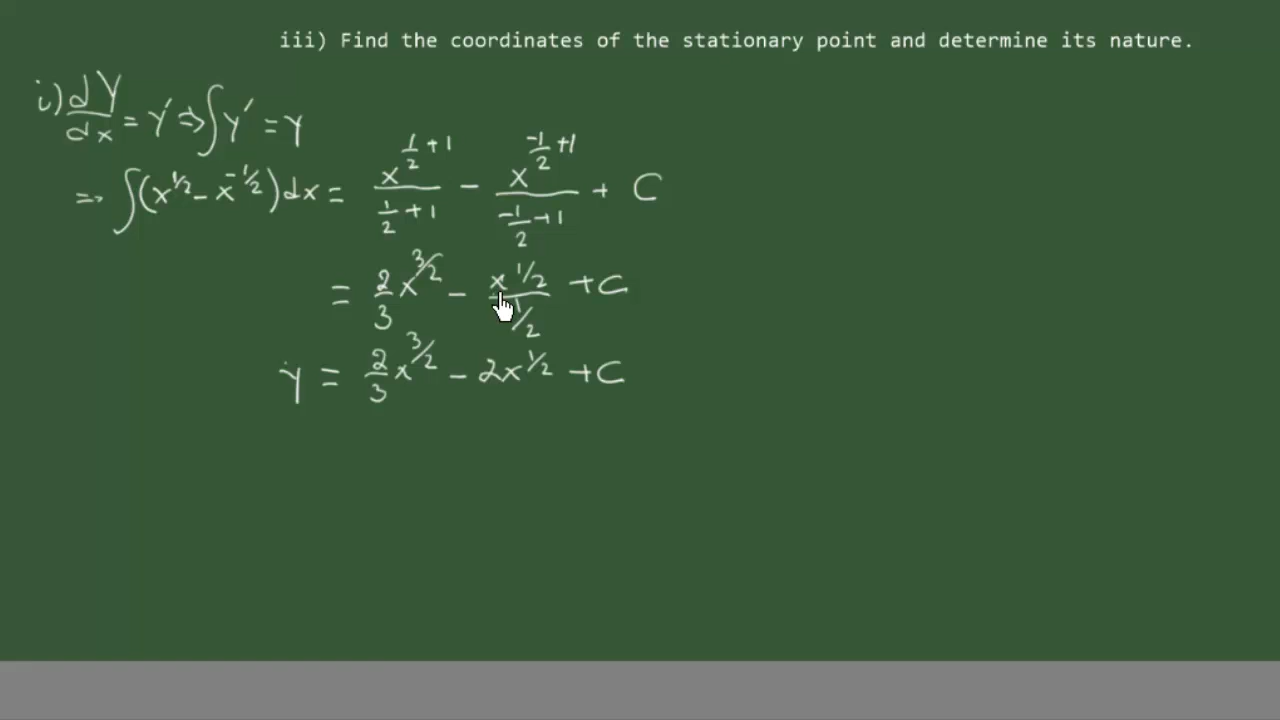 iii) Find the coordinates of the stationary point and determine its nature.
i) dy/dx = y' => ∫y' = y
=> ∫(x^1/2 - x^-1/2)dx = x^(1/2 + 1)/(1/2 + 1) - x^(-1/2 + 1)/(-1/2 + 1) + C
= 2/3 x^3/2 - x^1/2/(1/2) + C
y = 2/3 x^3/2 - 2x^1/2 + C